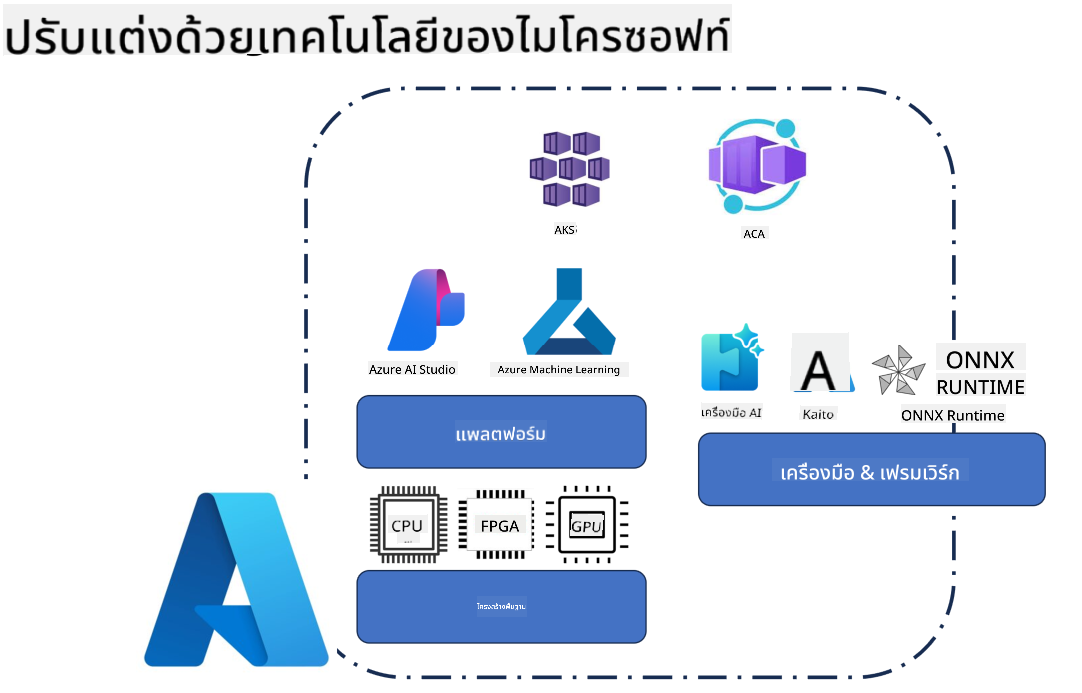 ปรับแต่งด้วยเทคโนโลยีของไมโครซอฟท์
AKS
ACA
Azure AI Studio
Azure Machine Learning
เครื่องมือ AI
Kaito
ONNX
RUNTIME
ONNX Runtime
แพลตฟอร์ม
เครื่องมือ & เฟรมเวิร์ก
CPU
FPGA
GPU
โครงสร้างพื้นฐาน